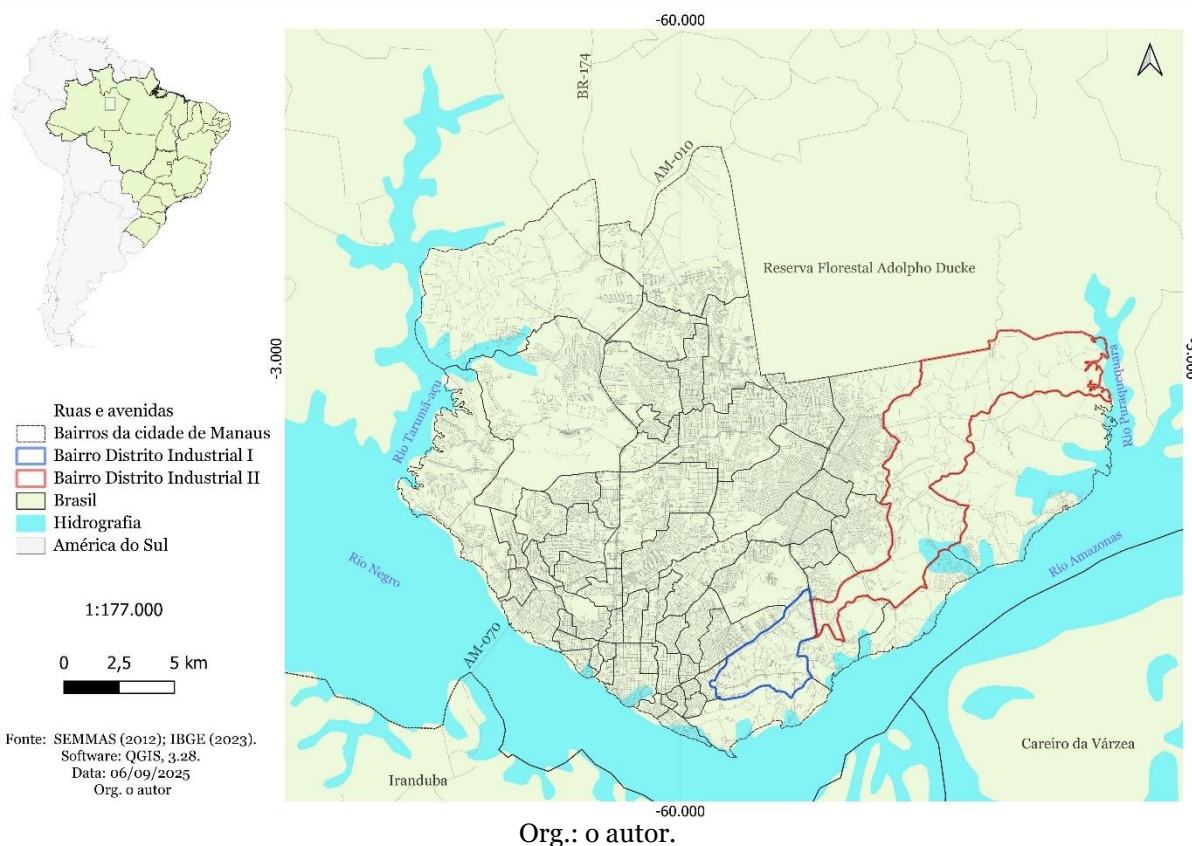 -60.000
BR-174
AM-010
Reserva Florestal Adolpho Ducke
-3.000
-3.000
Rio Tarumã-açu
Rio Puraquequara
Ruas e avenidas
Bairros da cidade de Manaus
Bairro Distrito Industrial I
Bairro Distrito Industrial II
Brasil
Hidrografia
América do Sul
Rio Negro
Rio Amazonas
1:177.000
AM-070
0 2,5 5 km
Fonte: SEMMAS (2012); IBGE (2023).
Software: QGIS, 3.28.
Data: 06/09/2025
Org. o autor
Iranduba
Careiro da Várzea
-60.000
Org.: o autor.